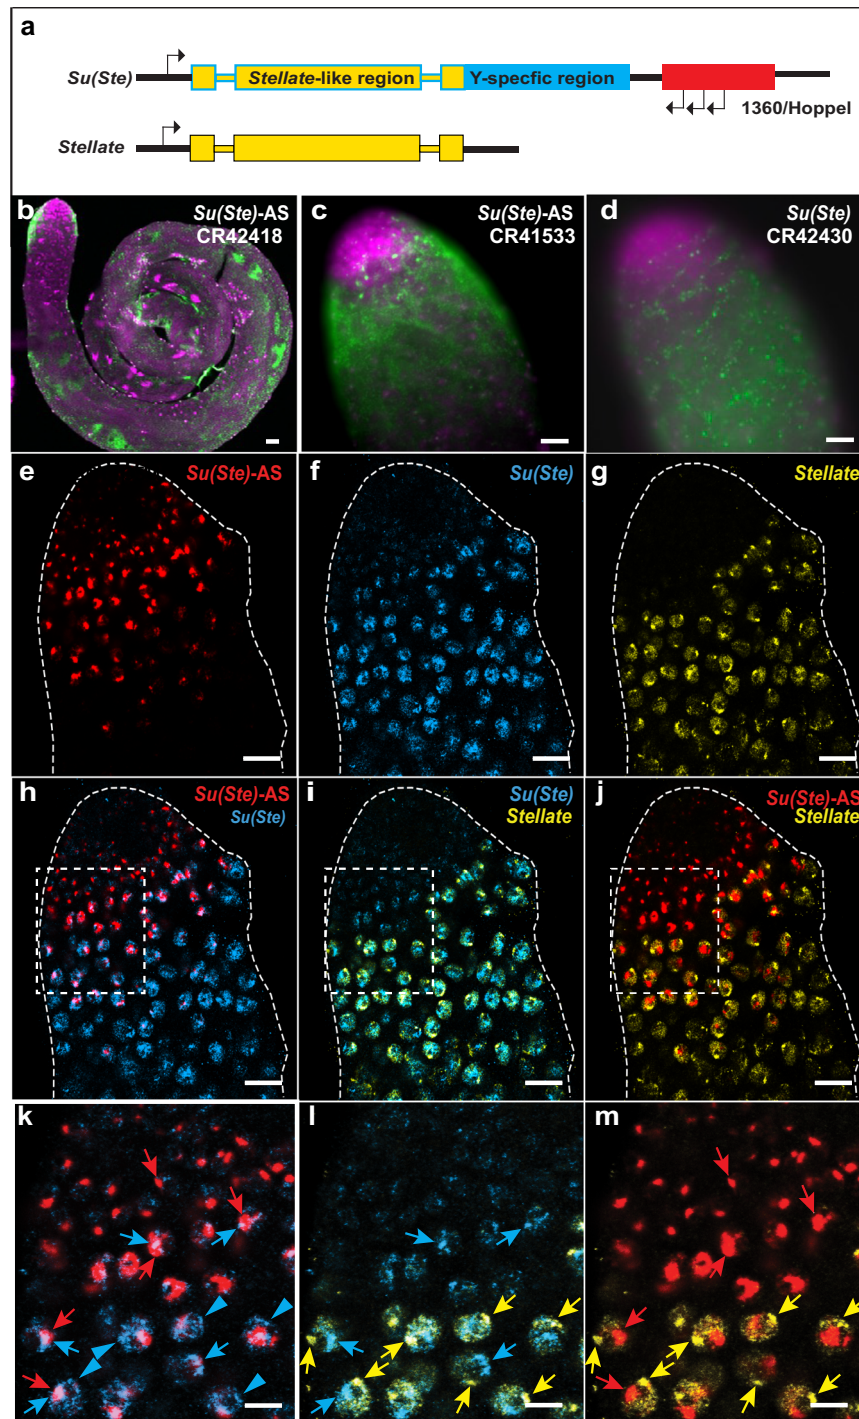 a
Su(Ste)
Stellate-like region
Y-specfic region
1360/Hoppel
Stellate
b
Su(Ste)-AS
CR42418
c
Su(Ste)-AS
CR41533
d
Su(Ste)
CR42430
e
Su(Ste)-AS
f
Su(Ste)
g
Stellate
h
Su(Ste)-AS
Su(Ste)
i
Su(Ste)
Stellate
j
Su(Ste)-AS
Stellate
k
l
m